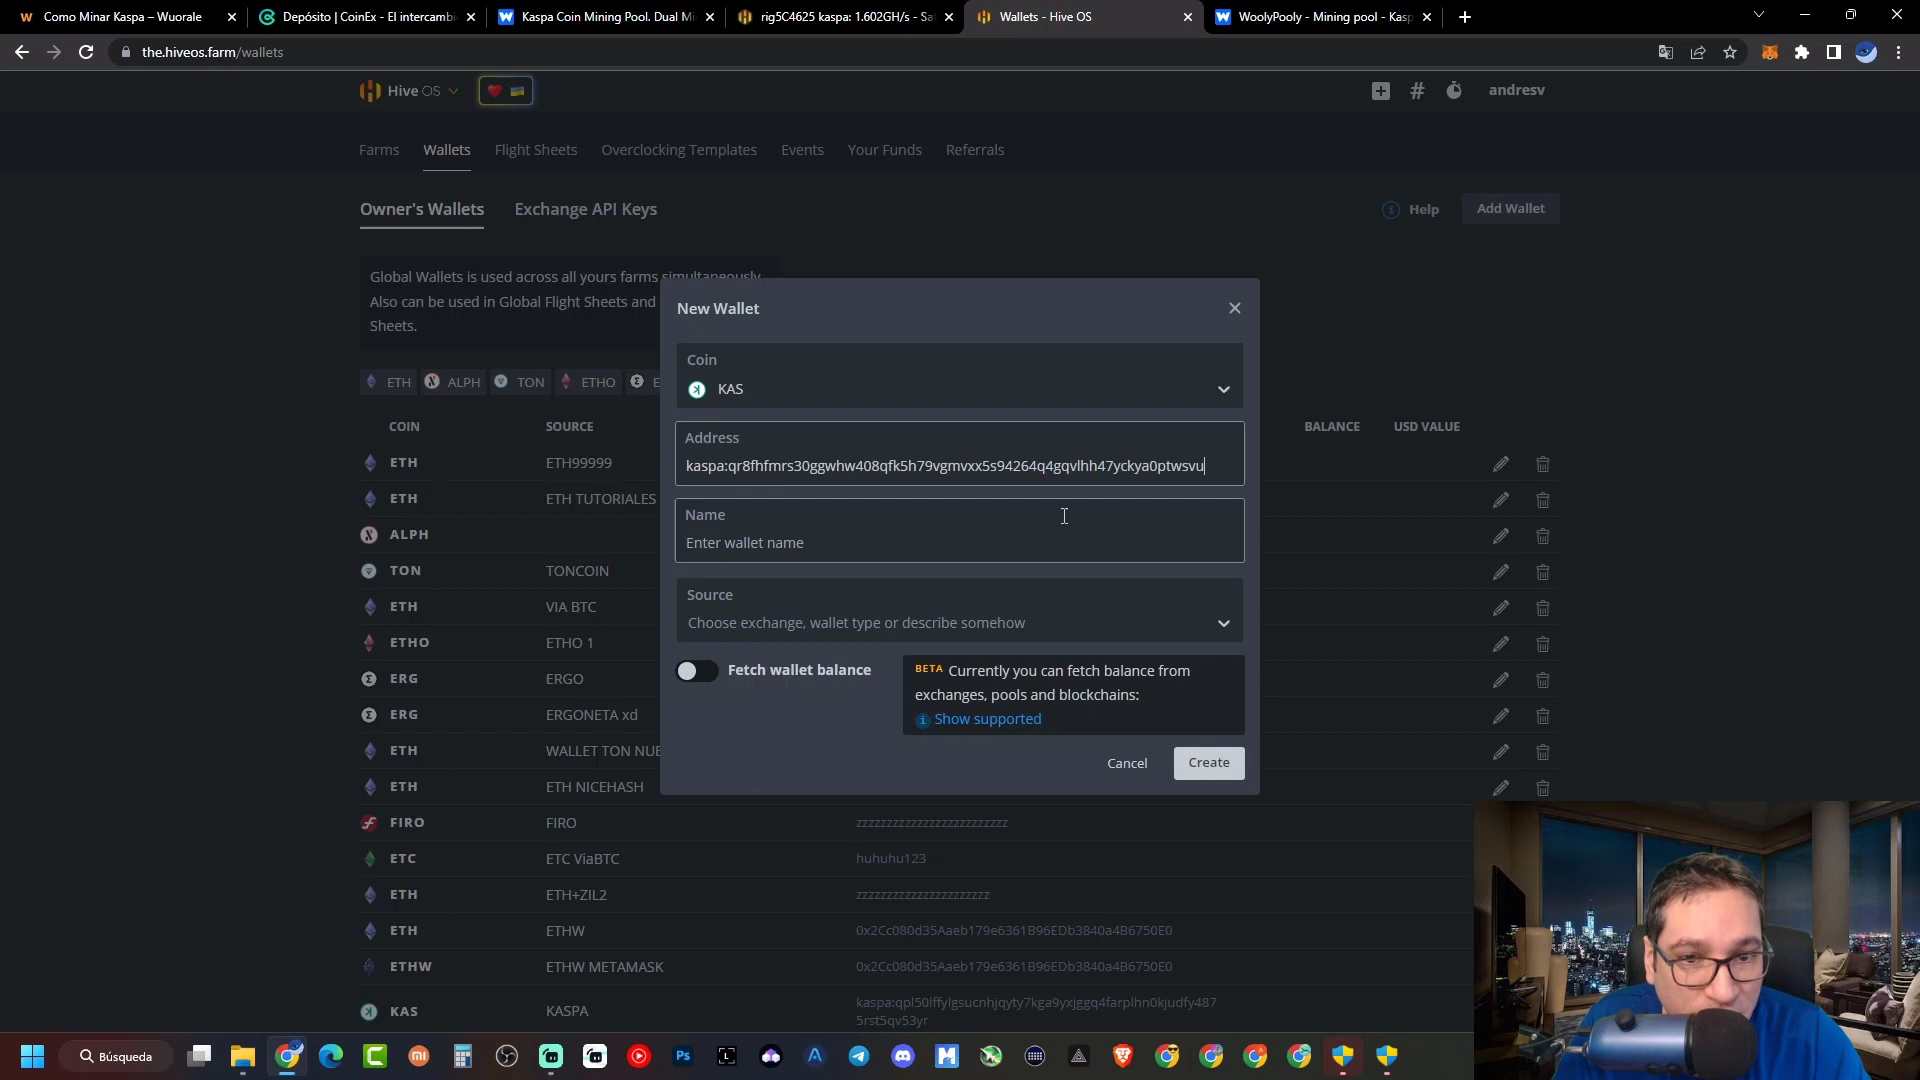 Como Minar Kaspa – Wuorale
Depósito | CoinEx - El intercambi
Kaspa Coin Mining Pool. Dual Mi
rig5C4625 kaspa: 1.602GH/s - Sa
Wallets - Hive OS
WoolyPooly - Mining pool - Kasp
the.hiveos.farm/wallets
Hive OS
andresv
Farms
Wallets
Flight Sheets
Overclocking Templates
Events
Your Funds
Referrals
Owner's Wallets
Exchange API Keys
Help
Add Wallet
Global Wallets is used across all yours farms simultaneously.
Also can be used in Global Flight Sheets and
Sheets.
ETH
ALPH
TON
ETHO
E
COIN
SOURCE
BALANCE
USD VALUE
ETH
ETH99999
ETH
ETH TUTORIALES
ALPH
TON
TONCOIN
ETH
VIA BTC
ETHO
ETHO 1
ERG
ERGO
ERG
ERGONETA xd
ETH
WALLET TON NUE
ETH
ETH NICEHASH
FIRO
FIRO
zzzzzzzzzzzzzzzzzzzzzzzzzz
ETC
ETC ViaBTC
huhuhu123
ETH
ETH+ZIL2
zzzzzzzzzzzzzzzzzzzzzzz
ETH
ETHW
0x2Cc080d35Aaeb179e6361B96EDb3840a4B6750E0
ETHW
ETHW METAMASK
0x2Cc080d35Aaeb179e6361B96EDb3840a4B6750E0
KAS
KASPA
kaspa:qpl50lffylgsucnhjqyty7kga9yxjggq4farplhn0kjudfy487
5rst5qv53yr
New Wallet
Coin
KAS
Address
kaspa:qr8fhfmrs30ggwhw408qfk5h79vgmvxx5s94264q4gqvlhh47yckya0ptwsvu
Name
Enter wallet name
Source
Choose exchange, wallet type or describe somehow
Fetch wallet balance
BETA Currently you can fetch balance from
exchanges, pools and blockchains:
Show supported
Cancel
Create
Búsqueda